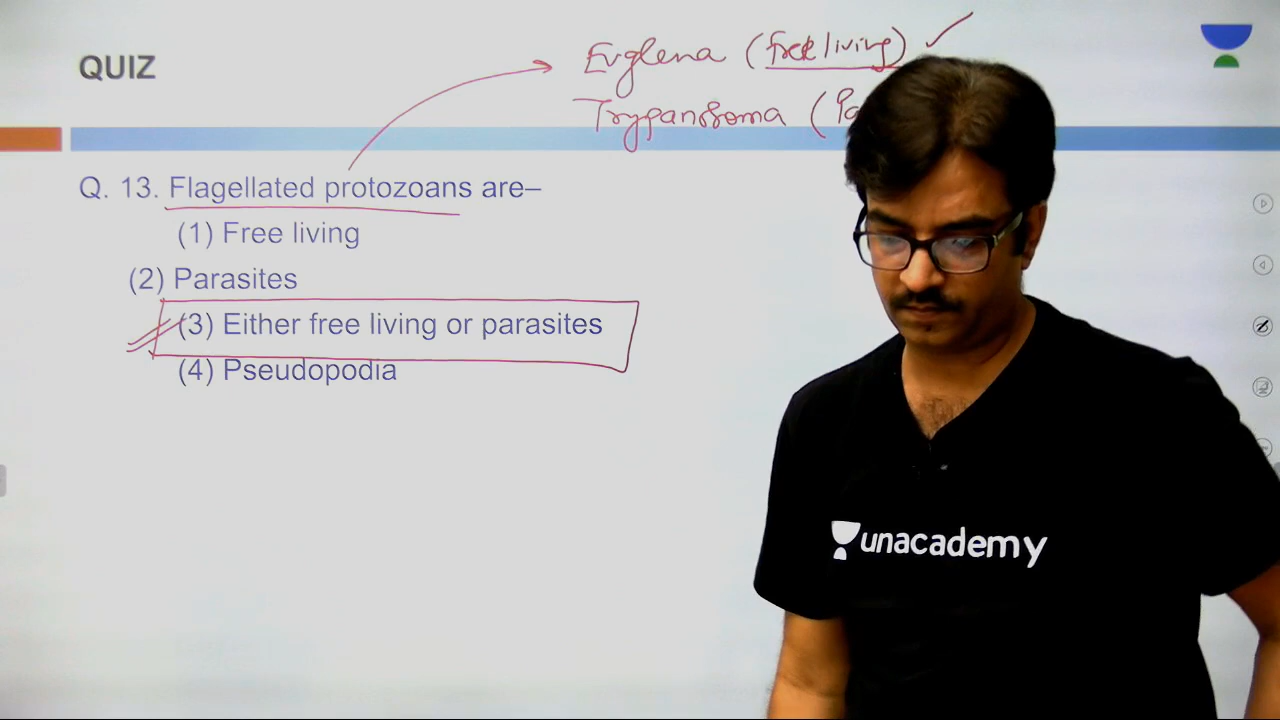 Euglena (free living) ✓
QUIZ
Trypanosoma (Pa
Q. 13. Flagellated protozoans are–
(1) Free living
(2) Parasites
(3) Either free living or parasites
(4) Pseudopodia
unacademy